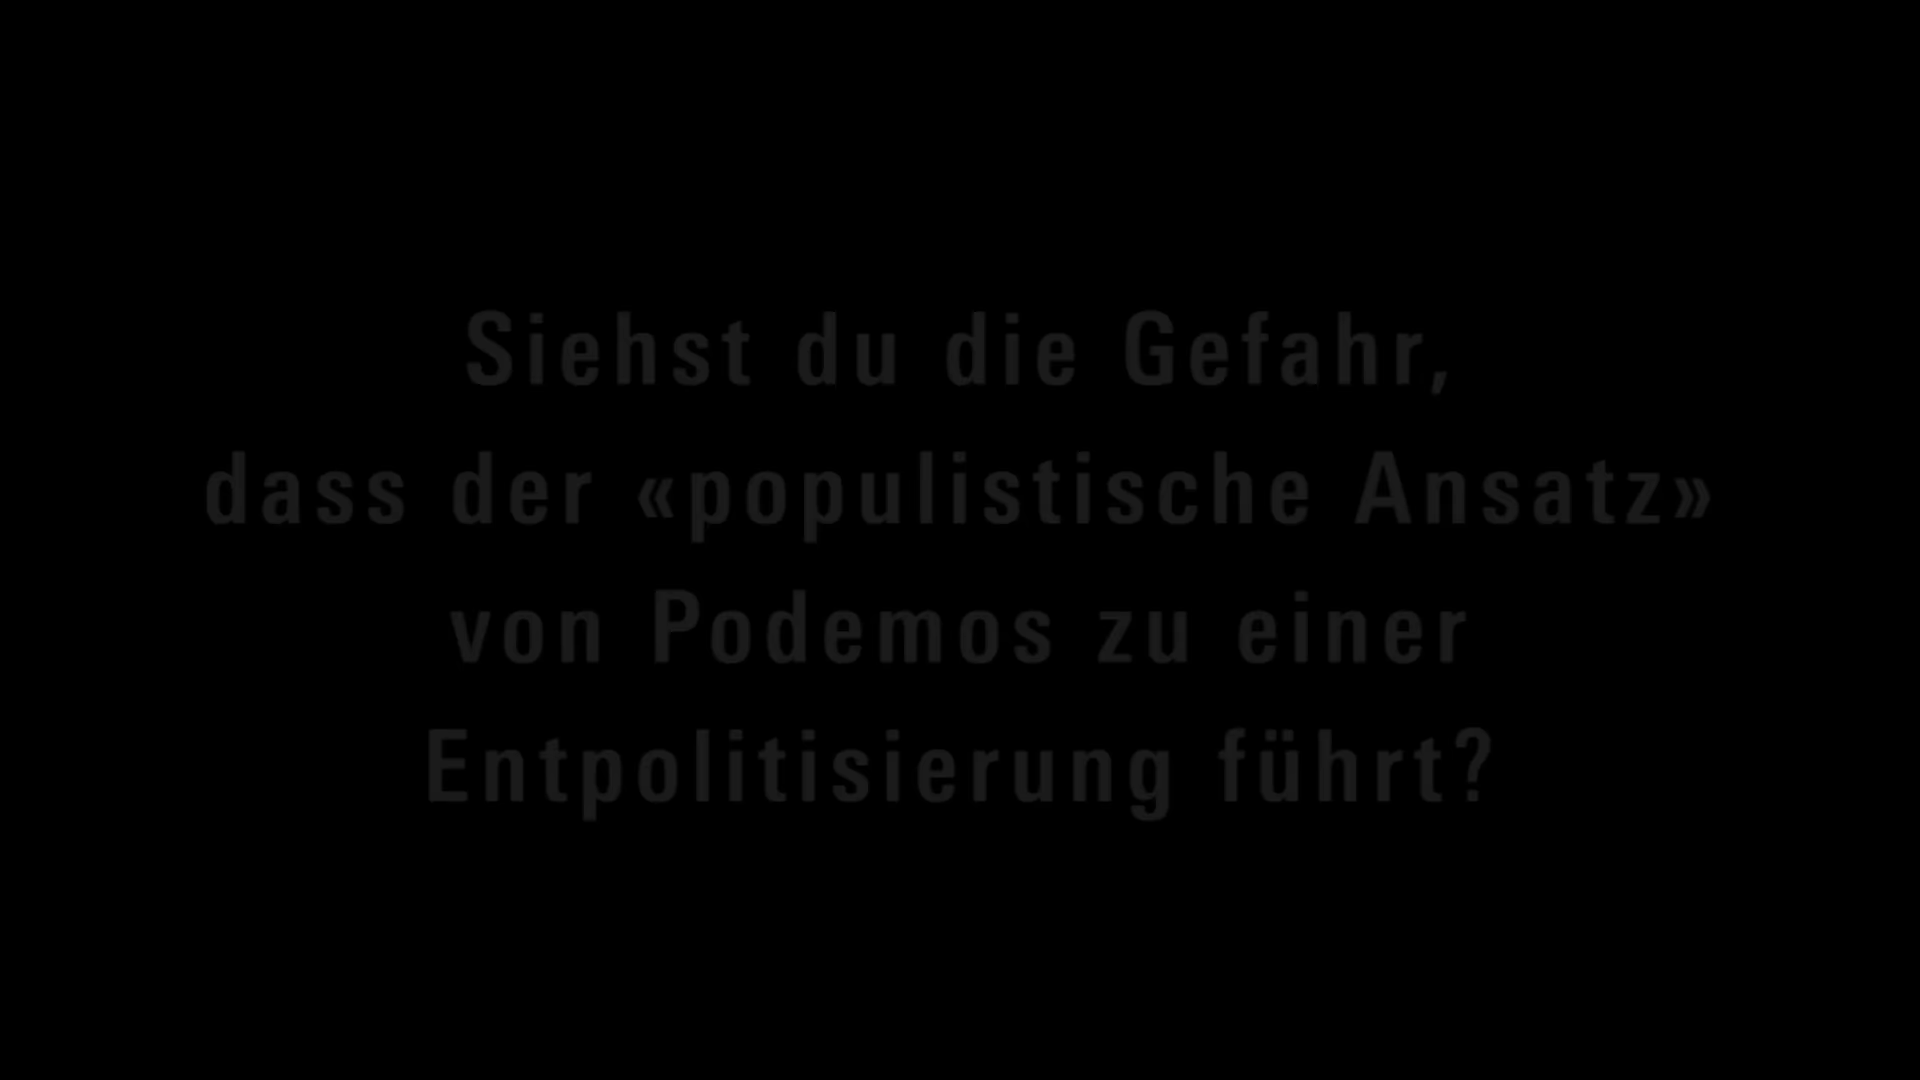 Siehst du die Gefahr,
dass der «populistische Ansatz»
von Podemos zu einer
Entpolitisierung führt?